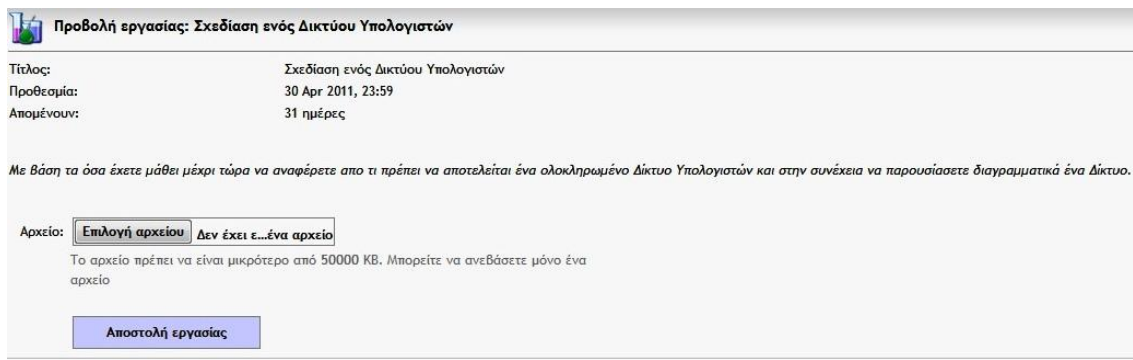 Προβολή εργασίας: Σχεδίαση ενός Δικτύου Υπολογιστών
Τίτλος: Σχεδίαση ενός Δικτύου Υπολογιστών
Προθεσμία: 30 Apr 2011, 23:59
Απομένουν: 31 ημέρες
Με βάση τα όσα έχετε μάθει μέχρι τώρα να αναφέρετε απο τι πρέπει να αποτελείται ένα ολοκληρωμένο Δίκτυο Υπολογιστών και στην συνέχεια να παρουσίασετε διαγραμματικά ένα Δίκτυο.
Αρχείο: Επιλογή αρχείου Δεν έχει ε...ένα αρχείο
Το αρχείο πρέπει να είναι μικρότερο από 50000 KB. Μπορείτε να ανεβάσετε μόνο ένα
αρχείο
Αποστολή εργασίας